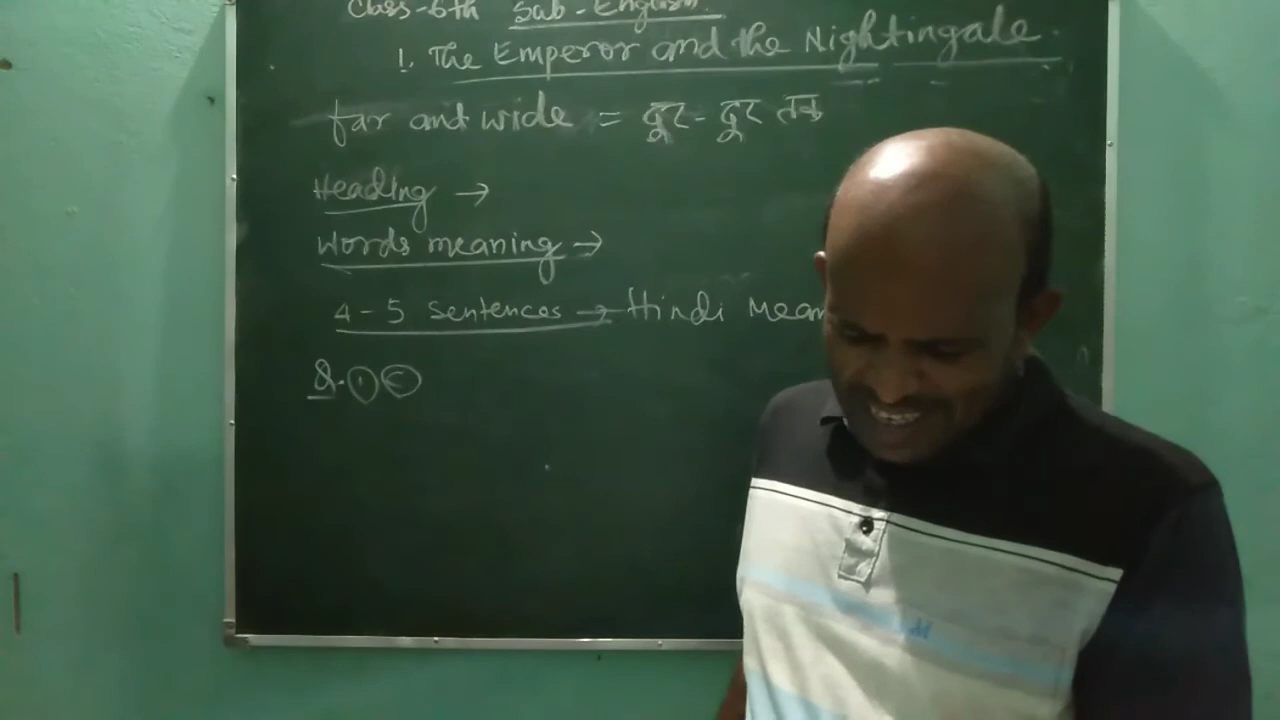 Class-6th Sub-English.
1. The Emperor and the Nightingale.
far and wide = दूर-दूर तक
Heading →
words meaning →
4-5 Sentences → Hindi Mean
Q. 1